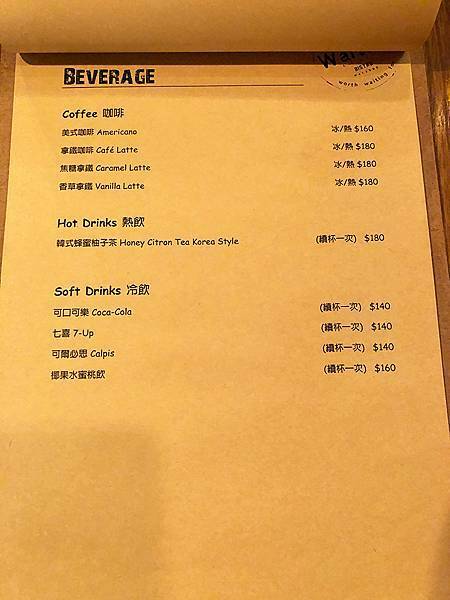 BEVERAGE
worth waiting
Coffee 咖啡
美式咖啡 Americano 冰/熱 $160
拿鐵咖啡 Café Latte 冰/熱 $180
焦糖拿鐵 Caramel Latte 冰/熱 $180
香草拿鐵 Vanilla Latte 冰/熱 $180
Hot Drinks 熱飲
韓式蜂蜜柚子茶 Honey Citron Tea Korea Style (續杯一次) $180
Soft Drinks 冷飲
可口可樂 Coca-Cola (續杯一次) $140
七喜 7-Up (續杯一次) $140
可爾必思 Calpis (續杯一次) $140
椰果水蜜桃飲 (續杯一次) $160